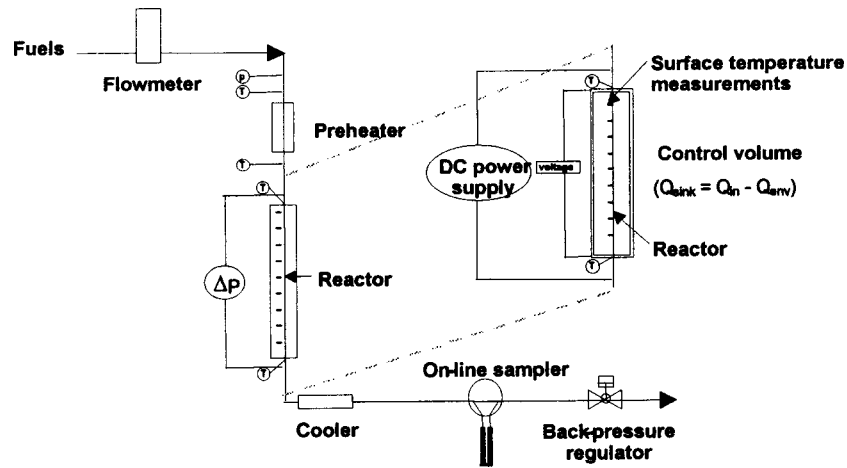 Fuels
Flowmeter
P
T
Preheater
T
T
Δp
Reactor
T
Cooler
On-line sampler
Back-pressure
regulator
DC power
supply
voltage
T
Surface temperature
measurements
Control volume
(Qsink = Qin - Qenv)
Reactor
T